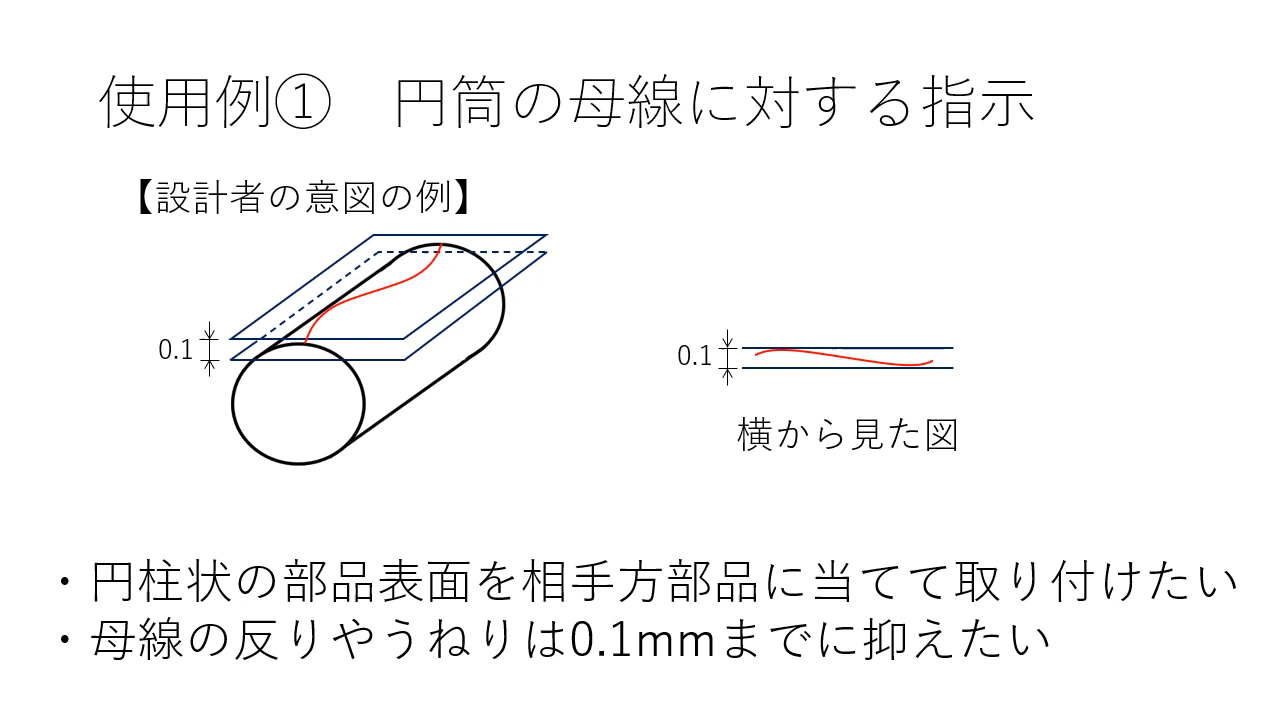 使用例① 円筒の母線に対する指示
【設計者の意図の例】
0.1
0.1
横から見た図
・円柱状の部品表面を相手方部品に当てて取り付けたい
・母線の反りやうねりは0.1mmまでに抑えたい